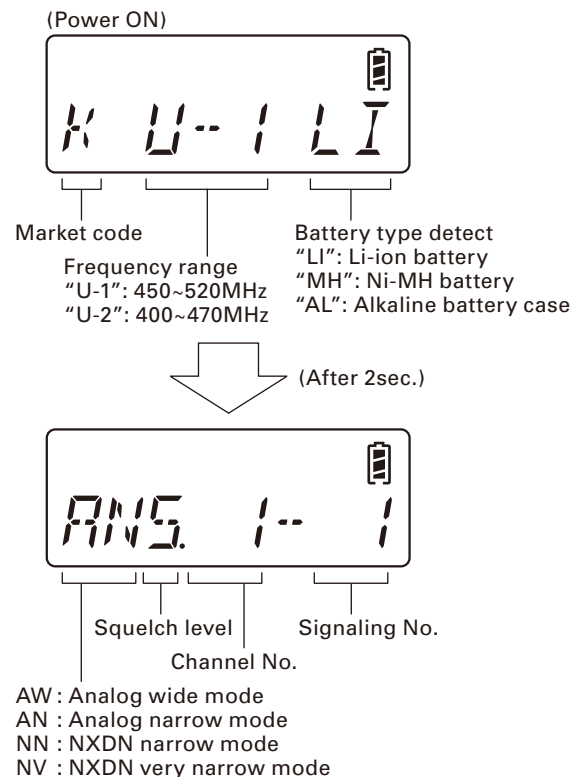 (Power ON)
K U-1 LI
Market code
Frequency range
“U-1”: 450~520MHz
“U-2”: 400~470MHz
Battery type detect
“LI”: Li-ion battery
“MH”: Ni-MH battery
“AL”: Alkaline battery case
(After 2sec.)
AN5. 1- 1
Squelch level
Signaling No.
Channel No.
AW : Analog wide mode
AN : Analog narrow mode
NN : NXDN narrow mode
NV : NXDN very narrow mode